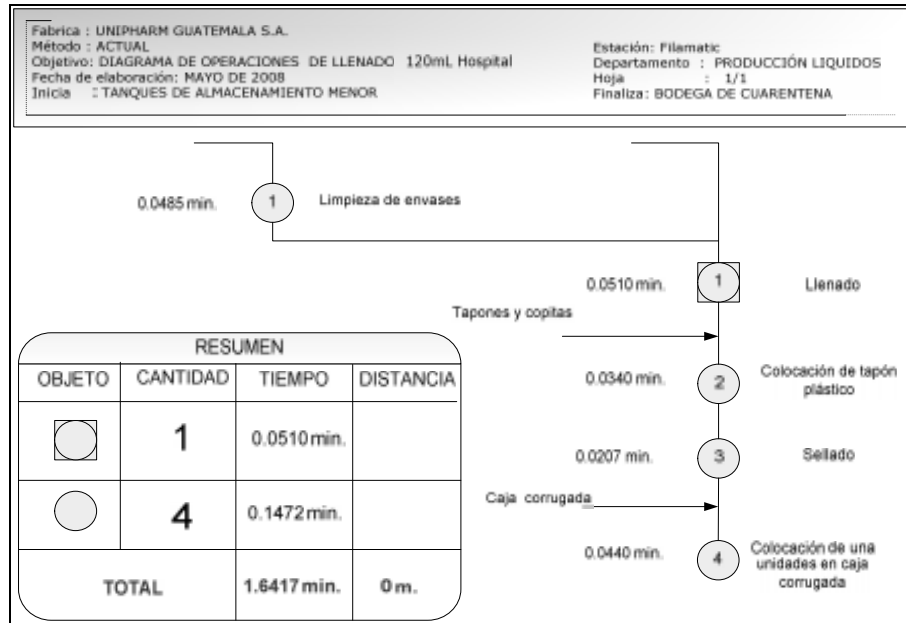 Fabrica : UNIPHARM GUATEMALA S.A.
Método : ACTUAL
Objetivo: DIAGRAMA DE OPERACIONES DE LLENADO 120mL Hospital
Fecha de elaboración: MAYO DE 2008
Inicia : TANQUES DE ALMACENAMIENTO MENOR
Estación: Filamatic
Departamento : PRODUCCIÓN LIQUIDOS
Hoja : 1/1
Finaliza: BODEGA DE CUARENTENA
0.0485 min.
1
Limpieza de envases
0.0510 min.
1
Llenado
Tapones y copitas
0.0340 min.
2
Colocación de tapón
plástico
0.0207 min.
3
Sellado
Caja corrugada
0.0440 min.
4
Colocación de una
unidades en caja
corrugada
RESUMEN
OBJETO CANTIDAD TIEMPO DISTANCIA
1 0.0510 min.
4 0.1472 min.
TOTAL 1.6417 min. 0 m.